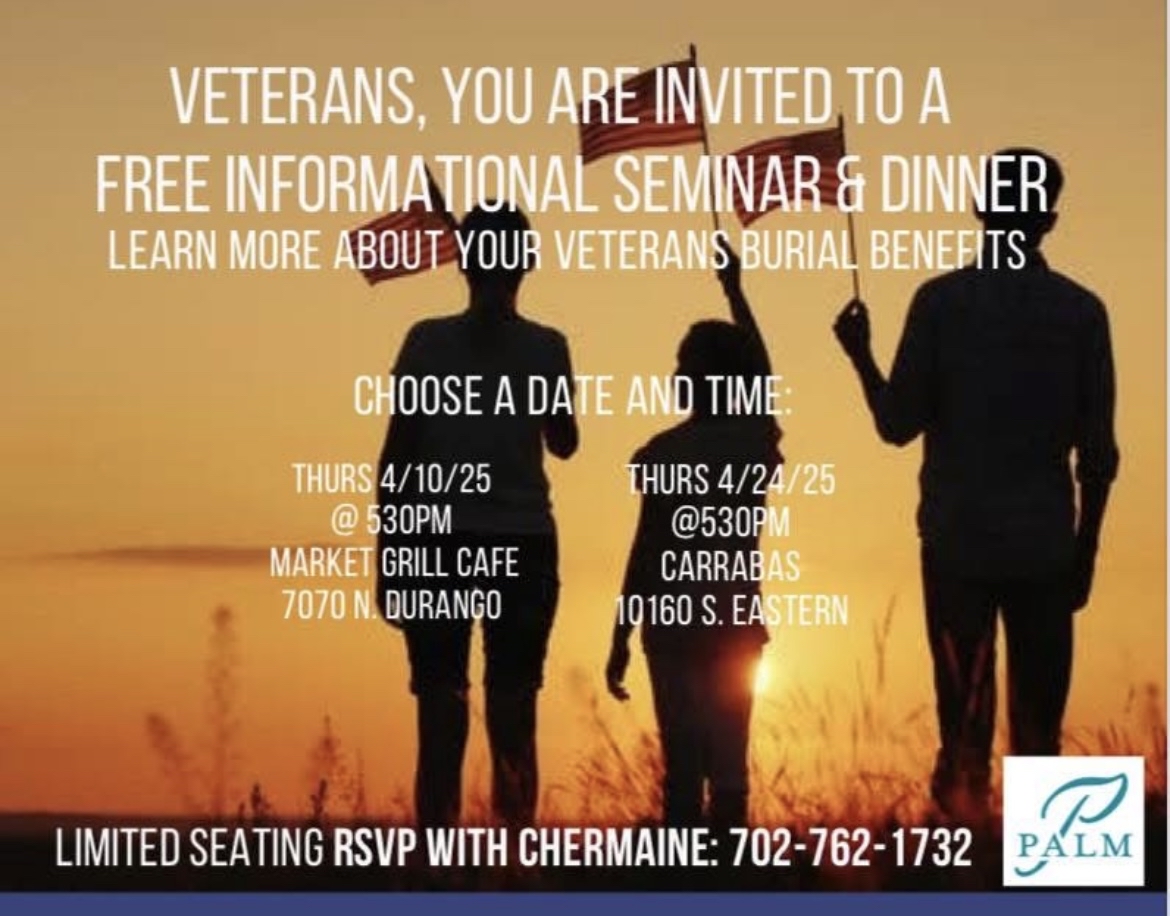 VETERANS, YOU ARE INVITED TO A
FREE INFORMATIONAL SEMINAR & DINNER
LEARN MORE ABOUT YOUR VETERANS BURIAL BENEFITS
CHOOSE A DATE AND TIME:
THURS 4/10/25
@ 530PM
MARKET GRILL CAFE
7070 N. DURANGO
THURS 4/24/25
@530PM
CARRABAS
10160 S. EASTERN
LIMITED SEATING RSVP WITH CHERMAINE: 702-762-1732
P
PALM